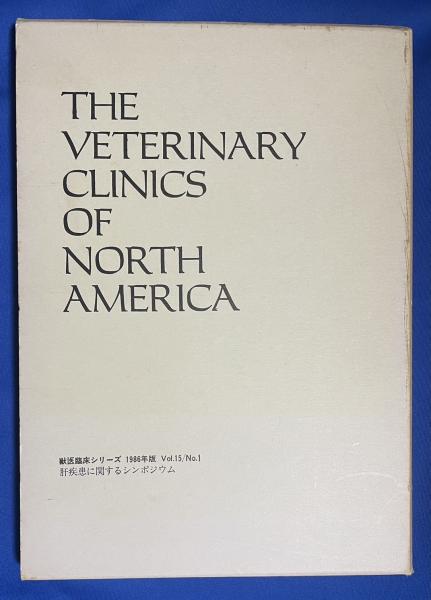 THE
VETERINARY
CLINICS
OF
NORTH
AMERICA
獣医臨床シリーズ 1986年版 Vol.15/No.1
肝疾患に関するシンポジウム